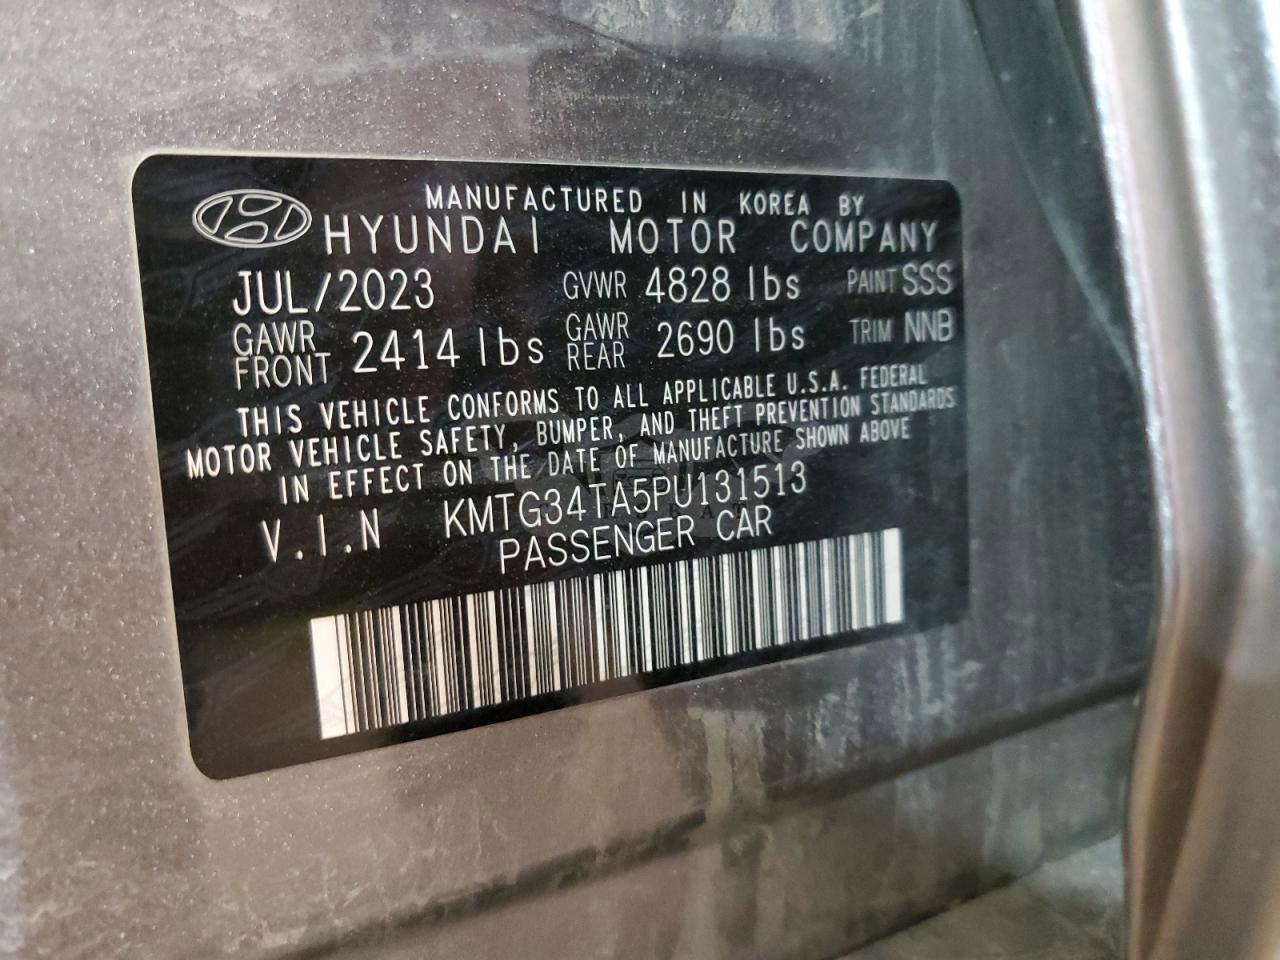 MANUFACTURED IN KOREA BY
HYUNDAI MOTOR COMPANY
JUL/2023 GVWR 4828 lbs PAINT SSS
GAWR FRONT 2414 lbs GAWR REAR 2690 lbs TRIM NNB
THIS VEHICLE CONFORMS TO ALL APPLICABLE U.S.A. FEDERAL
MOTOR VEHICLE SAFETY, BUMPER, AND THEFT PREVENTION STANDARDS
IN EFFECT ON THE DATE OF MANUFACTURE SHOWN ABOVE
V.I.N KMTG34TA5PU131513
PASSENGER CAR